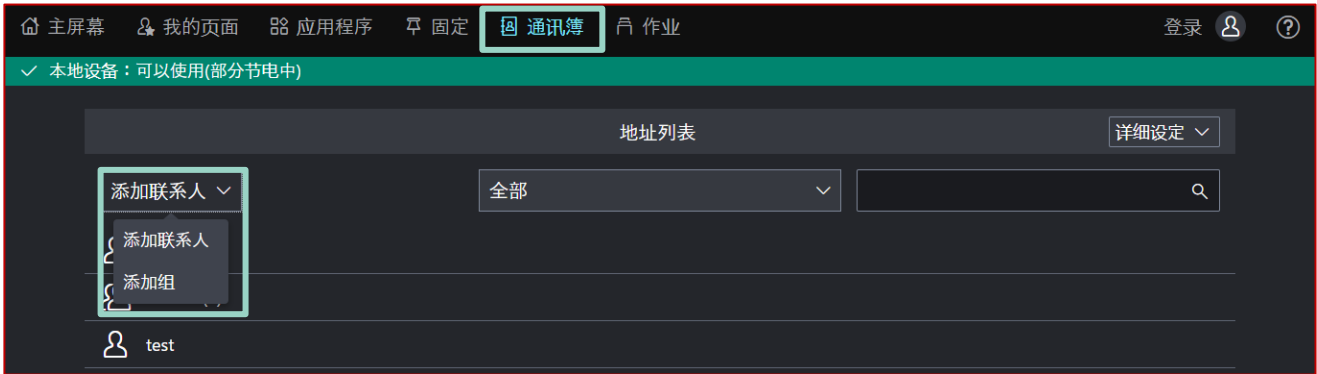 主屏幕 我的页面 应用程序 固定 通讯簿 作业 登录
本地设备：可以使用(部分节电中)
地址列表 详细设定
添加联系人 全部
添加联系人
添加组
test